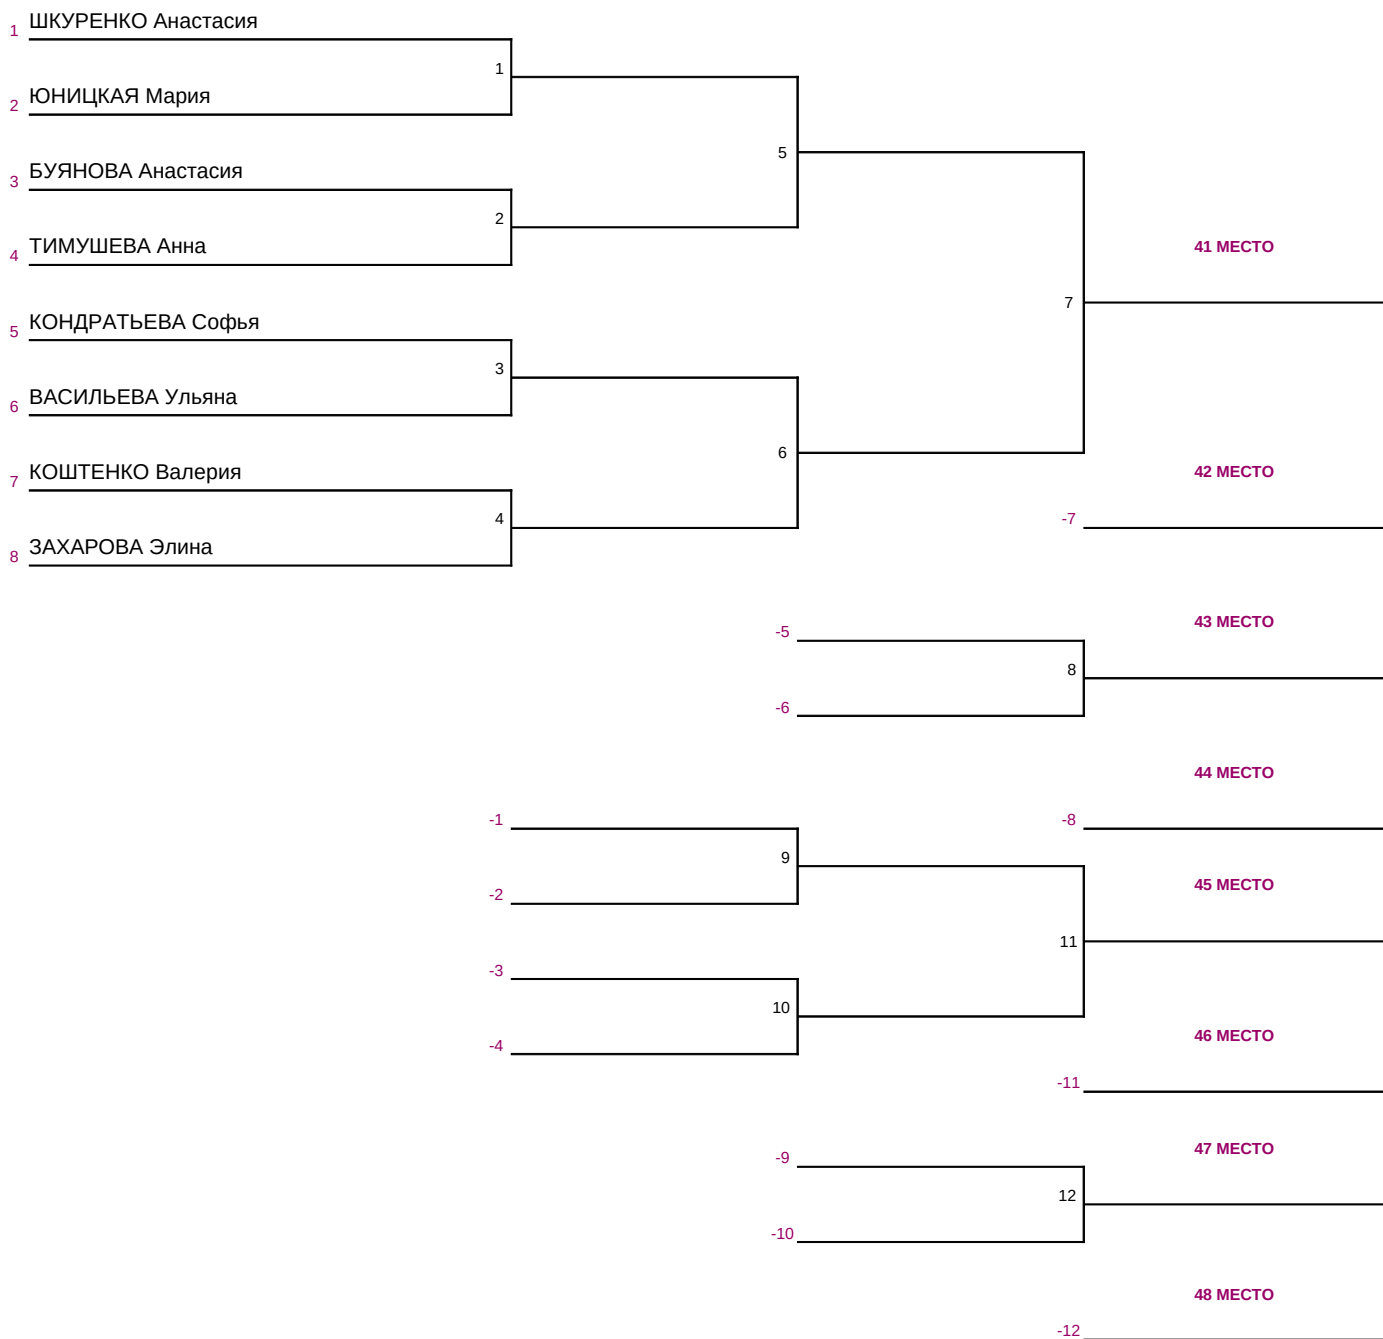 ШКУРЕНКО Анастасия
1
1
ЮНИЦКАЯ Мария
2
5
БУЯНОВА Анастасия
3
2
ТИМУШЕВА Анна
4
41 МЕСТО
7
КОНДРАТЬЕВА Софья
5
3
ВАСИЛЬЕВА Ульяна
6
6
КОШТЕНКО Валерия
7
42 МЕСТО
4
-7
ЗАХАРОВА Элина
8
43 МЕСТО
-5
8
-6
44 МЕСТО
-1
-8
9
45 МЕСТО
-2
11
-3
10
46 МЕСТО
-4
-11
47 МЕСТО
-9
12
-10
48 МЕСТО
-12